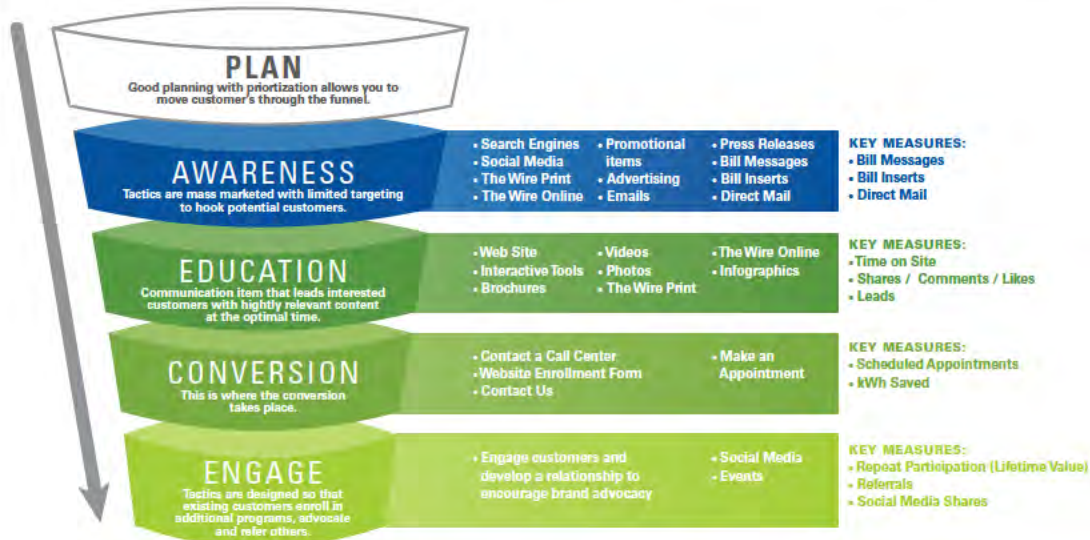 PLAN
Good planning with priortization allows you to
move customer's through the funnel.
AWARENESS
Tactics are mass marketed with limited targeting
to hook potential customers.
• Search Engines
• Social Media
• The Wire Print
• The Wire Online
• Promotional
items
• Advertising
• Emails
• Press Releases
• Bill Messages
• Bill Inserts
• Direct Mail
KEY MEASURES:
• Bill Messages
• Bill Inserts
• Direct Mail
EDUCATION
Communication item that leads interested
customers with hightly relevant content
at the optimal time.
• Web Site
• Interactive Tools
• Brochures
• Videos
• Photos
• The Wire Print
• The Wire Online
• Infographics
KEY MEASURES:
• Time on Site
• Shares / Comments / Likes
• Leads
CONVERSION
This is where the conversion
takes place.
• Contact a Call Center
• Website Enrollment Form
• Contact Us
• Make an
Appointment
KEY MEASURES:
• Scheduled Appointments
• kWh Saved
ENGAGE
Tactics are designed so that
existing customers enroll in
additional programs, advocate
and refer others.
• Engage customers and
develop a relationship to
encourage brand advocacy
• Social Media
• Events
KEY MEASURES:
• Repeat Participation (Lifetime Value)
• Referrals
• Social Media Shares